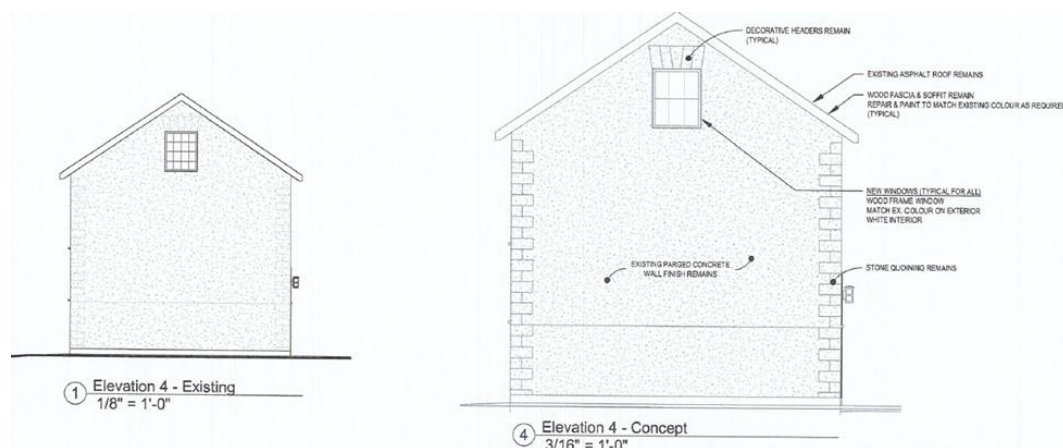 DECORATIVE HEADERS REMAIN
(TYPICAL)
EXISTING ASPHALT ROOF REMAINS
WOOD FASCIA & SOFFIT REMAIN
REPAIR & PAINT TO MATCH EXISTING COLOUR AS REQUIRED
(TYPICAL)
NEW WINDOWS (TYPICAL FOR ALL)
WOOD FRAME WINDOW
MATCH EX. COLOUR ON EXTERIOR
WHITE INTERIOR
EXISTING PARGED CONCRETE
WALL FINISH REMAINS
STONE QUOINING REMAINS
1 Elevation 4 - Existing
1/8" = 1'-0"
4 Elevation 4 - Concept
3/16" = 1'-0"